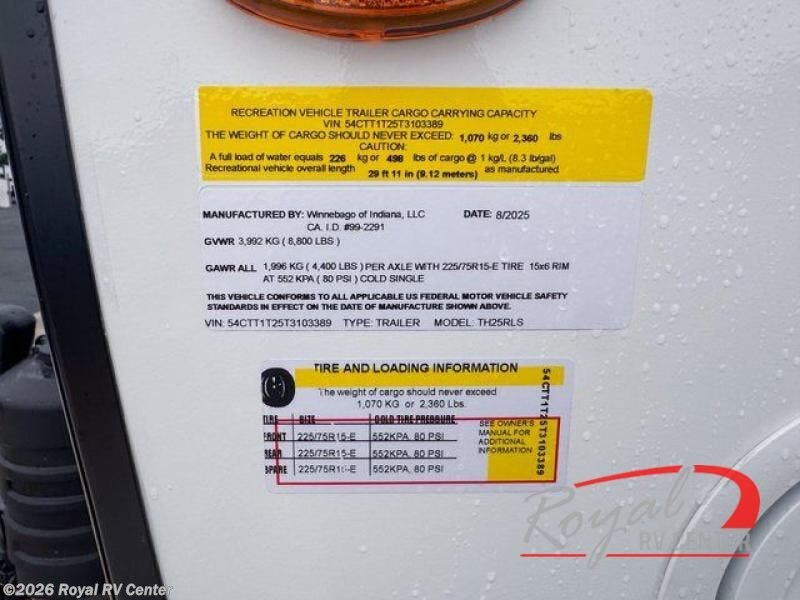 RECREATION VEHICLE TRAILER CARGO CARRYING CAPACITY
VIN: 54CTT1T25T3103389
THE WEIGHT OF CARGO SHOULD NEVER EXCEED: 1,070 kg or 2,360 lbs
CAUTION:
A full load of water equals 226 kg or 498 lbs of cargo @ 1 kg/L (8.3 lb/gal)
Recreational vehicle overall length 29 ft 11 in (9.12 meters) as manufactured
MANUFACTURED BY: Winnebago of Indiana, LLC DATE: 8/2025
CA. I.D. #99-2291
GVWR 3,992 KG ( 8,800 LBS )
GAWR ALL 1,996 KG ( 4,400 LBS ) PER AXLE WITH 225/75R15-E TIRE 15x6 RIM
AT 552 KPA ( 80 PSI ) COLD SINGLE
THIS VEHICLE CONFORMS TO ALL APPLICABLE US FEDERAL MOTOR VEHICLE SAFETY
STANDARDS IN EFFECT ON THE DATE OF MANUFACTURE SHOWN ABOVE.
VIN: 54CTT1T25T3103389 TYPE: TRAILER MODEL: TH25RLS
TIRE AND LOADING INFORMATION
The weight of cargo should never exceed
1,070 KG or 2,360 Lbs.
TIRE SIZE COLD TIRE PRESSURE
FRONT 225/75R15-E 552KPA, 80 PSI
REAR 225/75R15-E 552KPA, 80 PSI
SPARE 225/75R15-E 552KPA, 80 PSI
SEE OWNER'S
MANUAL FOR
ADDITIONAL
INFORMATION
54CTT1T25T3103389
Royal
RV CENTER
©2026 Royal RV Center